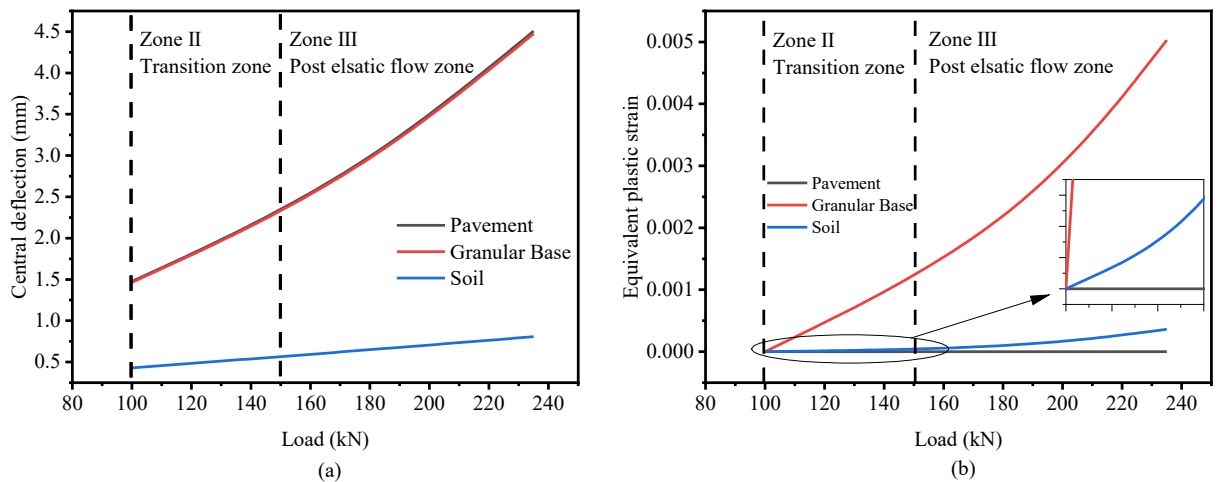 4.5
4.0
3.5
3.0
2.5
2.0
1.5
1.0
0.5
Central deflection (mm)
Zone II
Transition zone
Zone III
Post elsatic flow zone
Pavement
Granular Base
Soil
80 100 120 140 160 180 200 220 240
Load (kN)
(a)
0.005
0.004
0.003
0.002
0.001
0.000
Equivalent plastic strain
Zone II
Transition zone
Zone III
Post elsatic flow zone
Pavement
Granular Base
Soil
80 100 120 140 160 180 200 220 240
Load (kN)
(b)